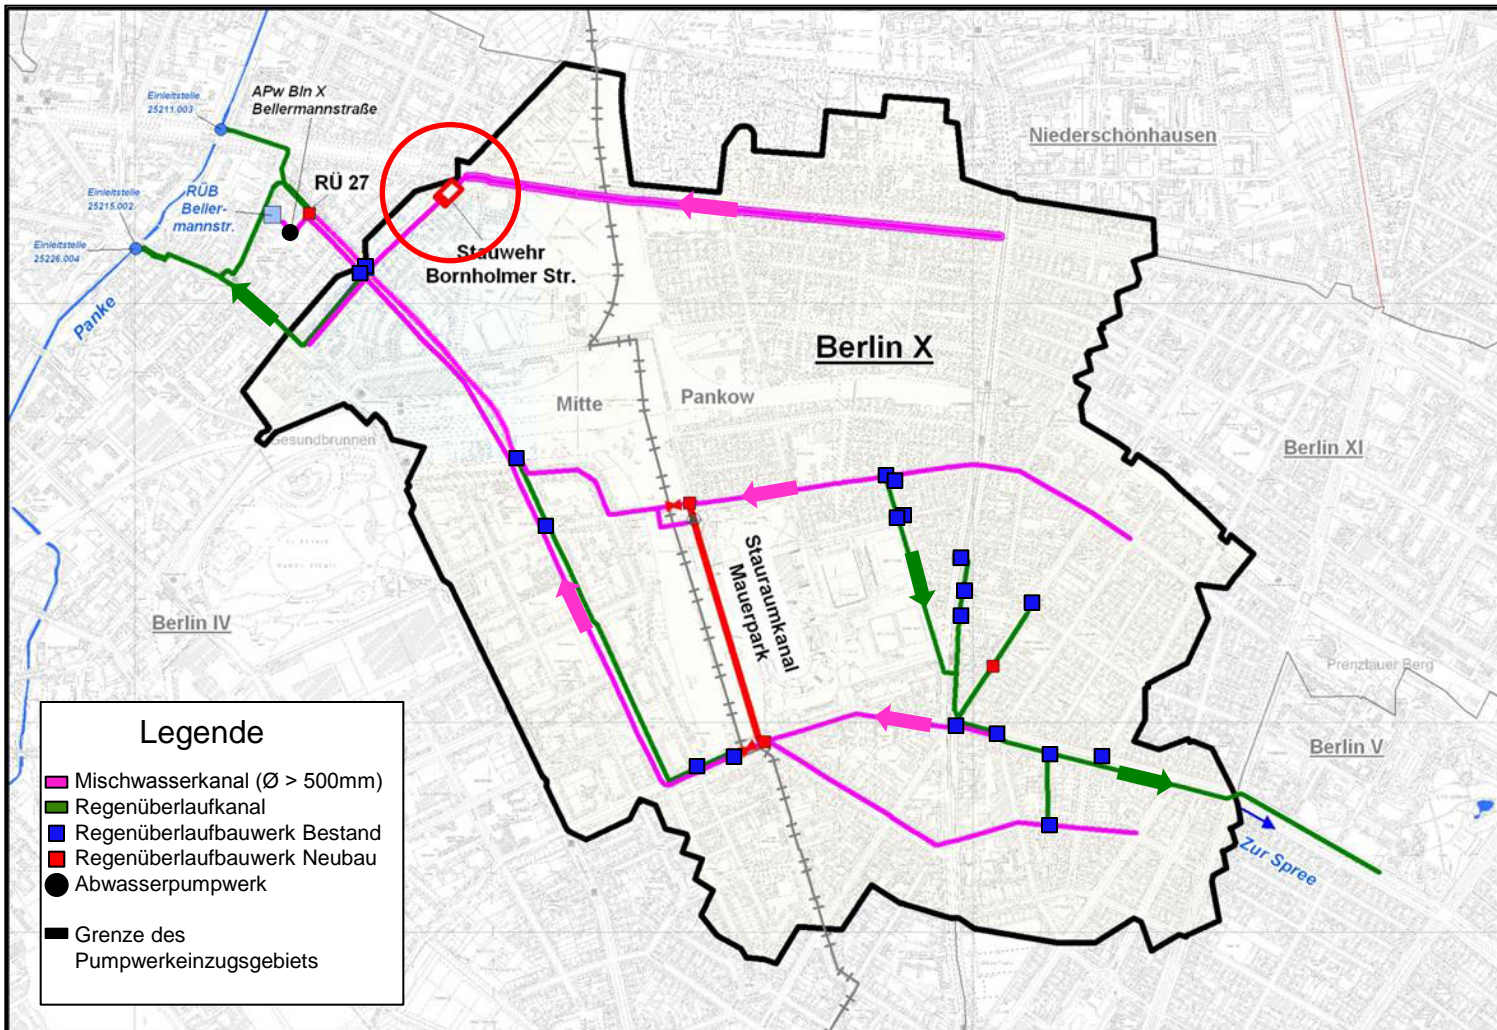 APw Bln X
Bellermannstraße
Einleitstelle
25211.003
Niederschönhausen
RÜ 27
Einleitstelle
25215.002
RÜB
Beller-
mannstr.
Einleitstelle
25226.004
Stauwehr
Bornholmer Str.
Panke
Berlin X
Mitte
Pankow
Gesundbrunnen
Berlin XI
Stauraumkanal
Mauerpark
Berlin IV
Prenzlauer Berg
Berlin V
Zur Spree
Legende
Mischwasserkanal (Ø > 500mm)
Regenüberlaufkanal
Regenüberlaufbauwerk Bestand
Regenüberlaufbauwerk Neubau
Abwasserpumpwerk
Grenze des
Pumpwerkeinzugsgebiets